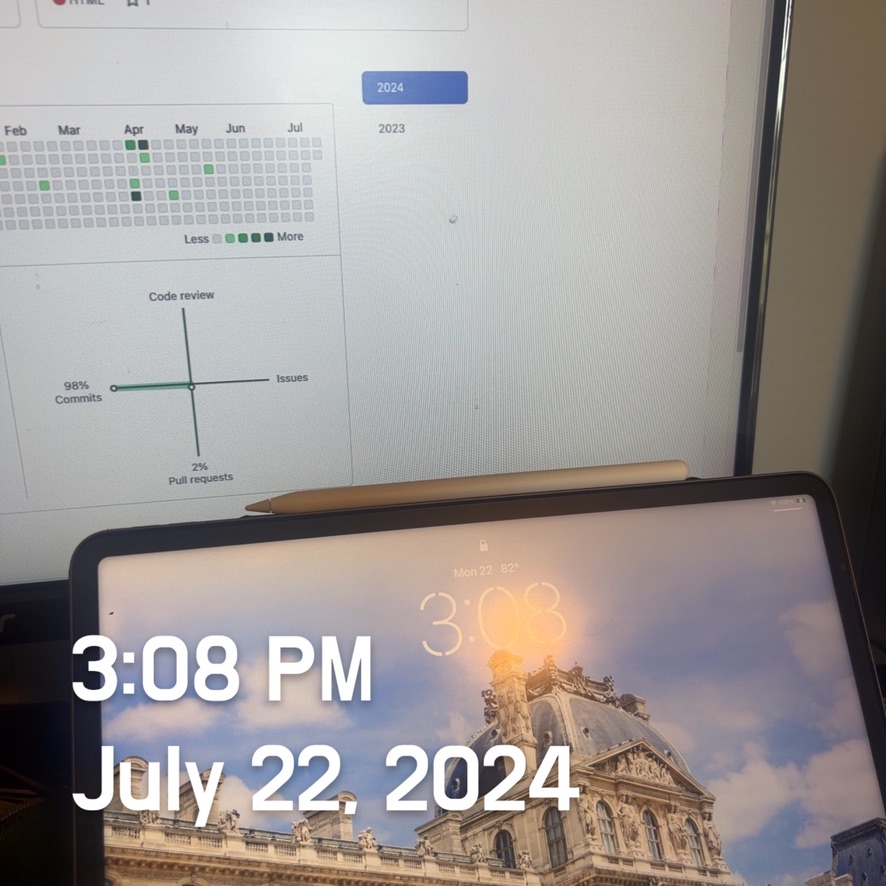 HTML 1
2024
2023
Feb Mar Apr May Jun Jul
Less More
Code review
98%
Commits
Issues
2%
Pull requests
Mon 22 82°
3:08
3:08 PM
July 22, 2024